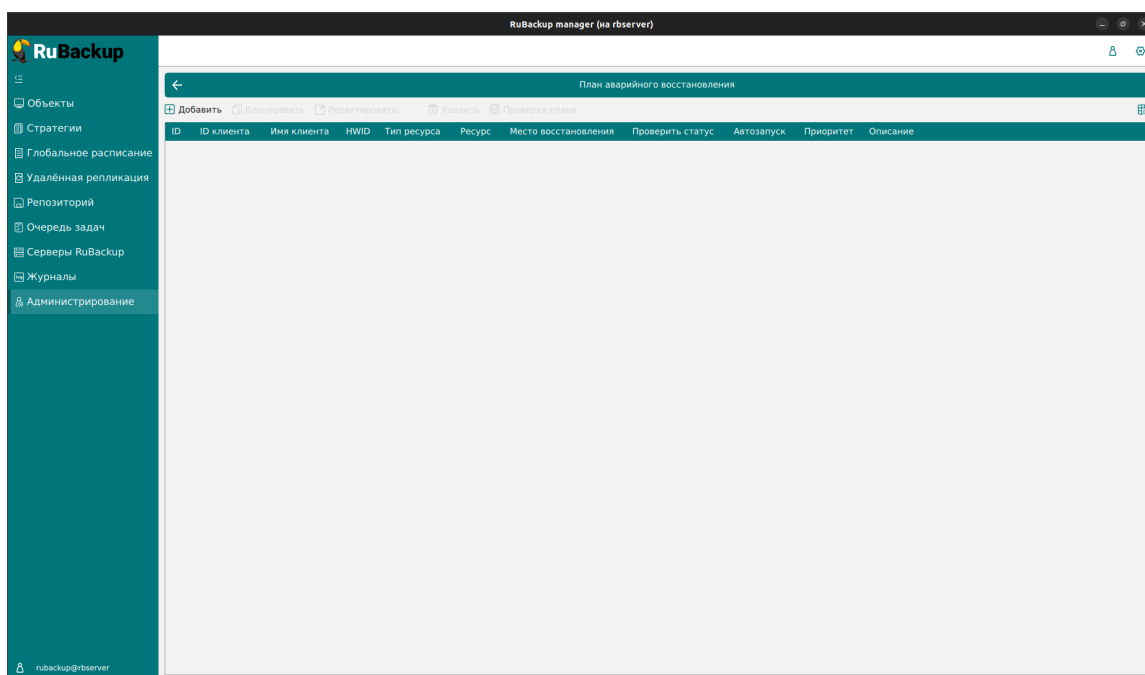 RuBackup manager (на rbserver)
RuBackup
План аварийного восстановления
Объекты
Стратегии
Глобальное расписание
Удалённая репликация
Репозиторий
Очередь задач
Серверы RuBackup
Журналы
Администрирование
Добавить Клонировать Редактировать Удалить Проверка плана
ID ID клиента Имя клиента HWID Тип ресурса Ресурс Место восстановления Проверить статус Автозапуск Приоритет Описание
rubackup@rbserver